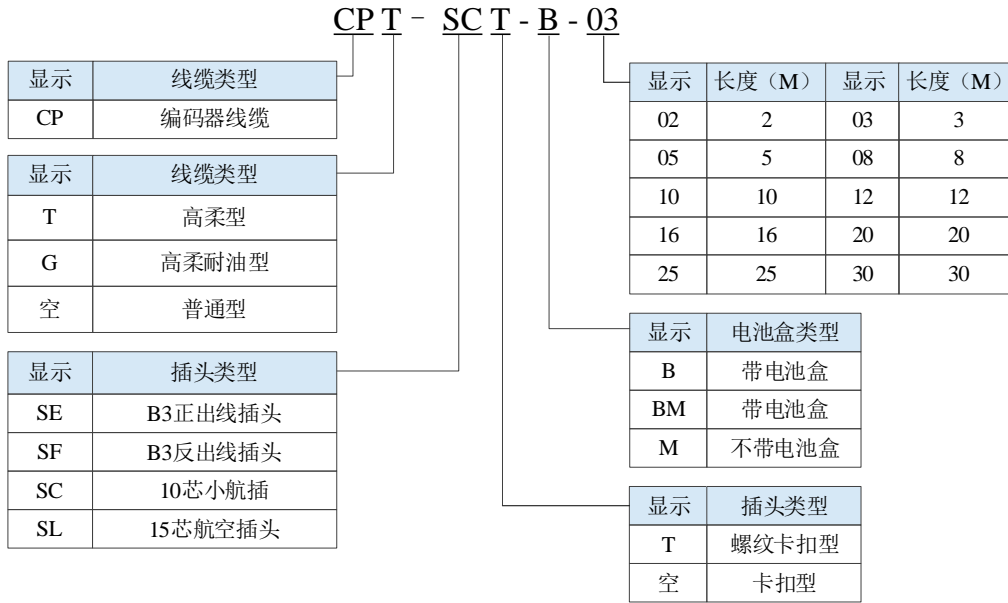 CPT- SCT-B-03
显示 线缆类型
CP 编码器线缆
显示 线缆类型
T 高柔型
G 高柔耐油型
空 普通型
显示 插头类型
SE B3正出线插头
SF B3反出线插头
SC 10芯小航插
SL 15芯航空插头
显示 长度（M） 显示 长度（M）
02 2 03 3
05 5 08 8
10 10 12 12
16 16 20 20
25 25 30 30
显示 电池盒类型
B 带电池盒
BM 带电池盒
M 不带电池盒
显示 插头类型
T 螺纹卡扣型
空 卡扣型